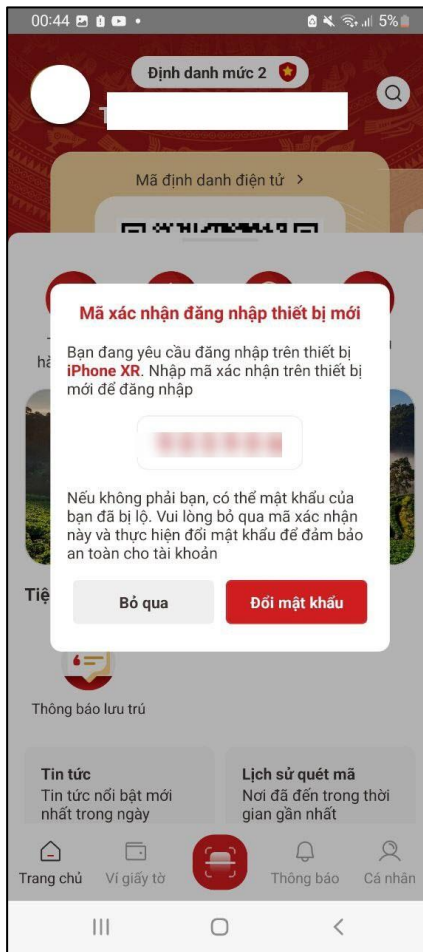 00:44
5%
Định danh mức 2
Mã định danh điện tử >
Mã xác nhận đăng nhập thiết bị mới
Bạn đang yêu cầu đăng nhập trên thiết bị
iPhone XR. Nhập mã xác nhận trên thiết bị
mới để đăng nhập
Nếu không phải bạn, có thể mật khẩu của
bạn đã bị lộ. Vui lòng bỏ qua mã xác nhận
này và thực hiện đổi mật khẩu để đảm bảo
an toàn cho tài khoản
Bỏ qua
Đổi mật khẩu
Tiệ
Thông báo lưu trú
Tin tức
Tin tức nổi bật mới
nhất trong ngày
Lịch sử quét mã
Nơi đã đến trong thời
gian gần nhất
Trang chủ
Ví giấy tờ
Thông báo
Cá nhân